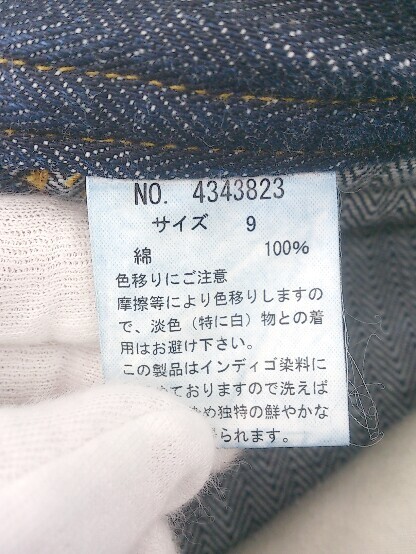 NO. 4343823
サイズ 9
綿 100%
色移りにご注意
摩擦等により色移りしますの
で、淡色(特に白)物との着
用はお避け下さい。
この製品はインディゴ染料に
ておりますので洗えば
め独特の鮮やかな
られます。